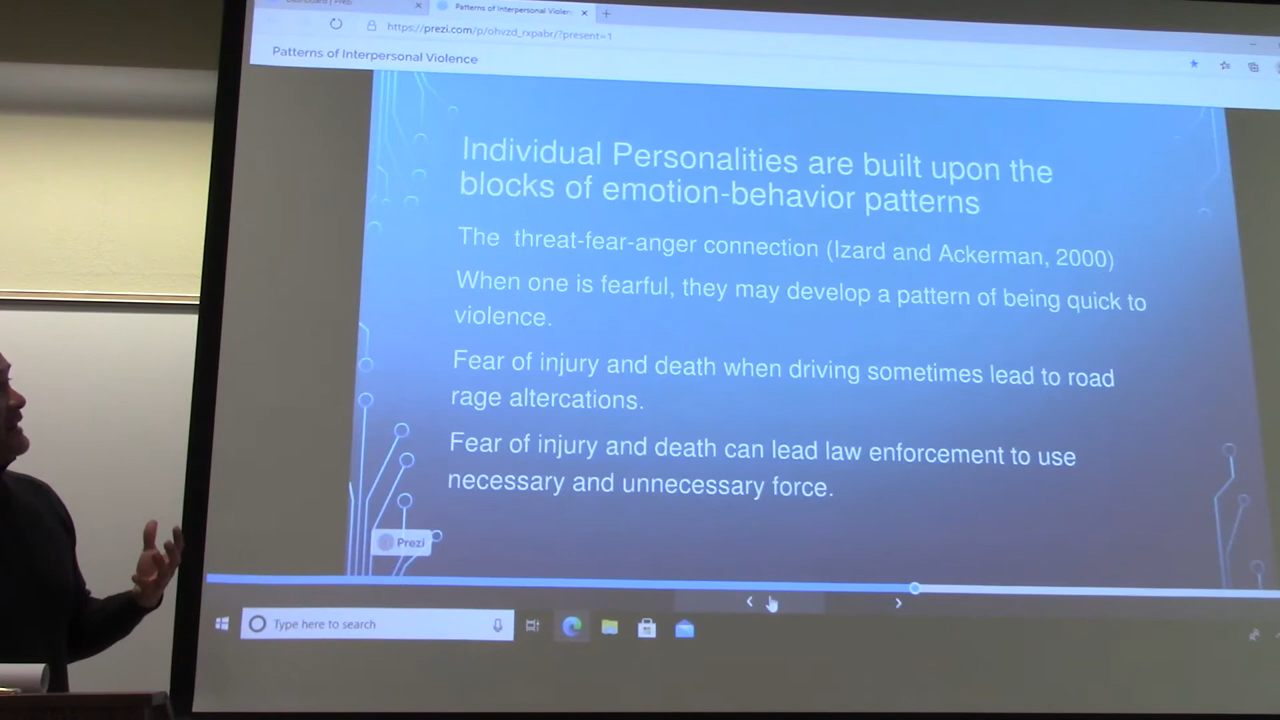 Patterns of Interpersonal Violen
https://prezi.com/p/ohvzd_rxpabr/?present=1
Patterns of Interpersonal Violence
Individual Personalities are built upon the
blocks of emotion-behavior patterns
The threat-fear-anger connection (Izard and Ackerman, 2000)
When one is fearful, they may develop a pattern of being quick to
violence.
Fear of injury and death when driving sometimes lead to road
rage altercations.
Fear of injury and death can lead law enforcement to use
necessary and unnecessary force.
Prezi
Type here to search